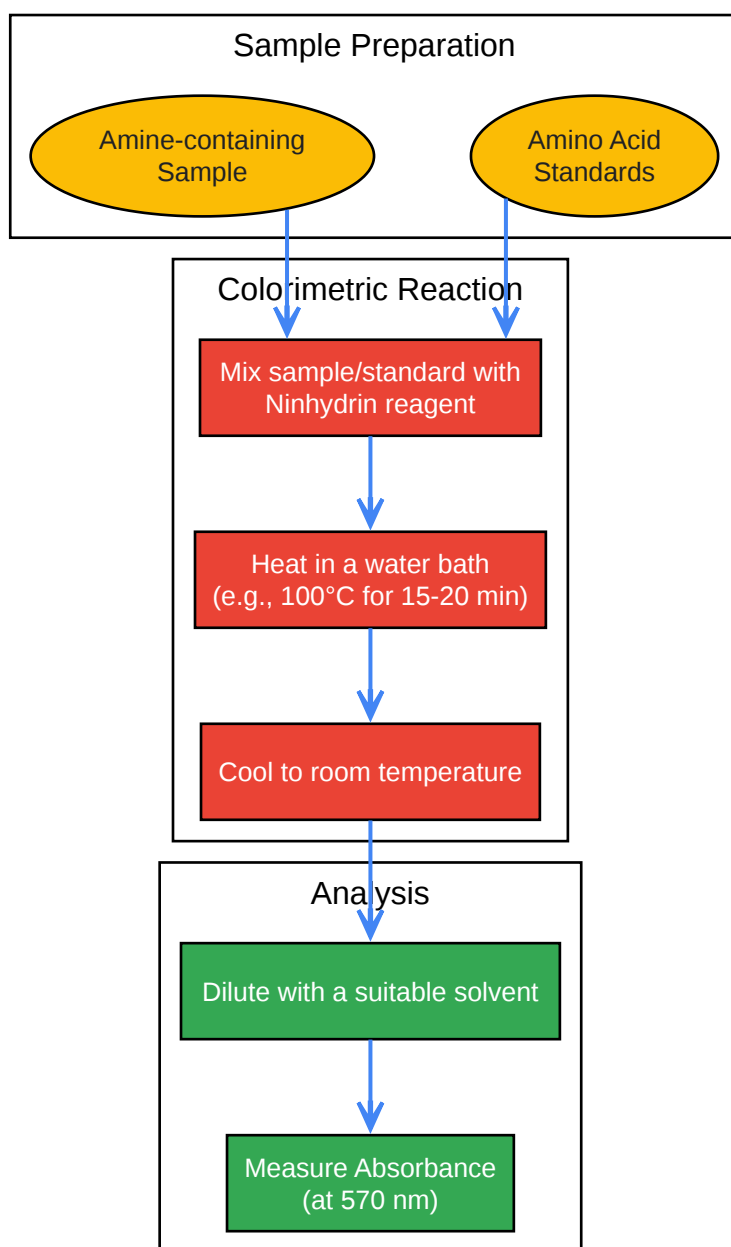 Sample Preparation
Amine-containing
Sample
Amino Acid
Standards
Colorimetric Reaction
Mix sample/standard with
Ninhydrin reagent
Heat in a water bath
(e.g., 100°C for 15-20 min)
Cool to room temperature
Analysis
Dilute with a suitable solvent
Measure Absorbance
(at 570 nm)